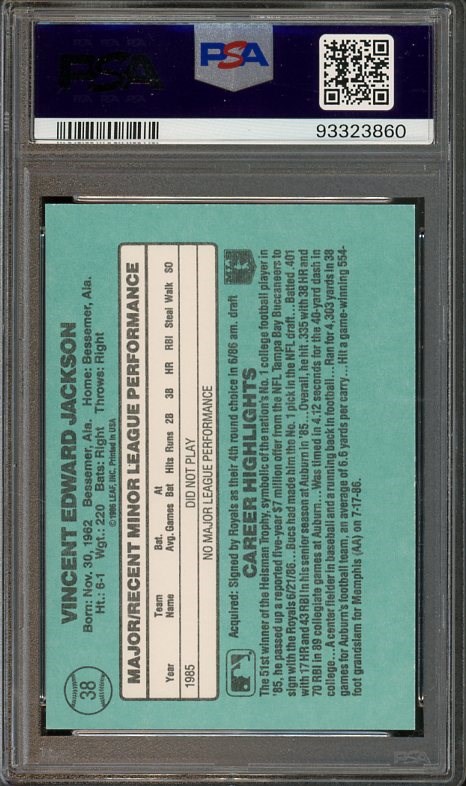 PSA
PSA
93323860
38
VINCENT EDWARD JACKSON
Born: Nov. 30, 1962 Bessemer, Ala. Home: Bessemer, Ala.
Ht.: 6-1 Wgt.: 220 Bats: Right Throws: Right
© 1986 LEAF, INC. Printed in USA
MAJOR/RECENT MINOR LEAGUE PERFORMANCE
Year Team Name Bat. Avg. Games At Bat Hits Runs 2B 3B HR RBI Steal Walk SO
1985 DID NOT PLAY
NO MAJOR LEAGUE PERFORMANCE
Acquired: Signed by Royals as their 4th round choice in 6/86 am. draft
CAREER HIGHLIGHTS
The 51st winner of the Heisman Trophy, symbolic of the nation's No. 1 college football player in
'85, he passed up a reported five-year $7 million offer from the NFL Tampa Bay Buccaneers to
sign with the Royals 6/21/86...Bucs had made him the No. 1 pick in the NFL draft...Batted .401
with 17 HR and 43 RBI in his senior season at Auburn in '85...Overall, he hit .335 with 38 HR and
70 RBI in 89 collegiate games at Auburn...Was timed in 4.12 seconds for the 40-yard dash in
college...A center fielder in baseball and a running back in football...Ran for 4,303 yards in 38
games for Auburn's football team, an average of 6.6 yards per carry...Hit a game-winning 554-
foot grandslam for Memphis (AA) on 7-17-86.
PSA